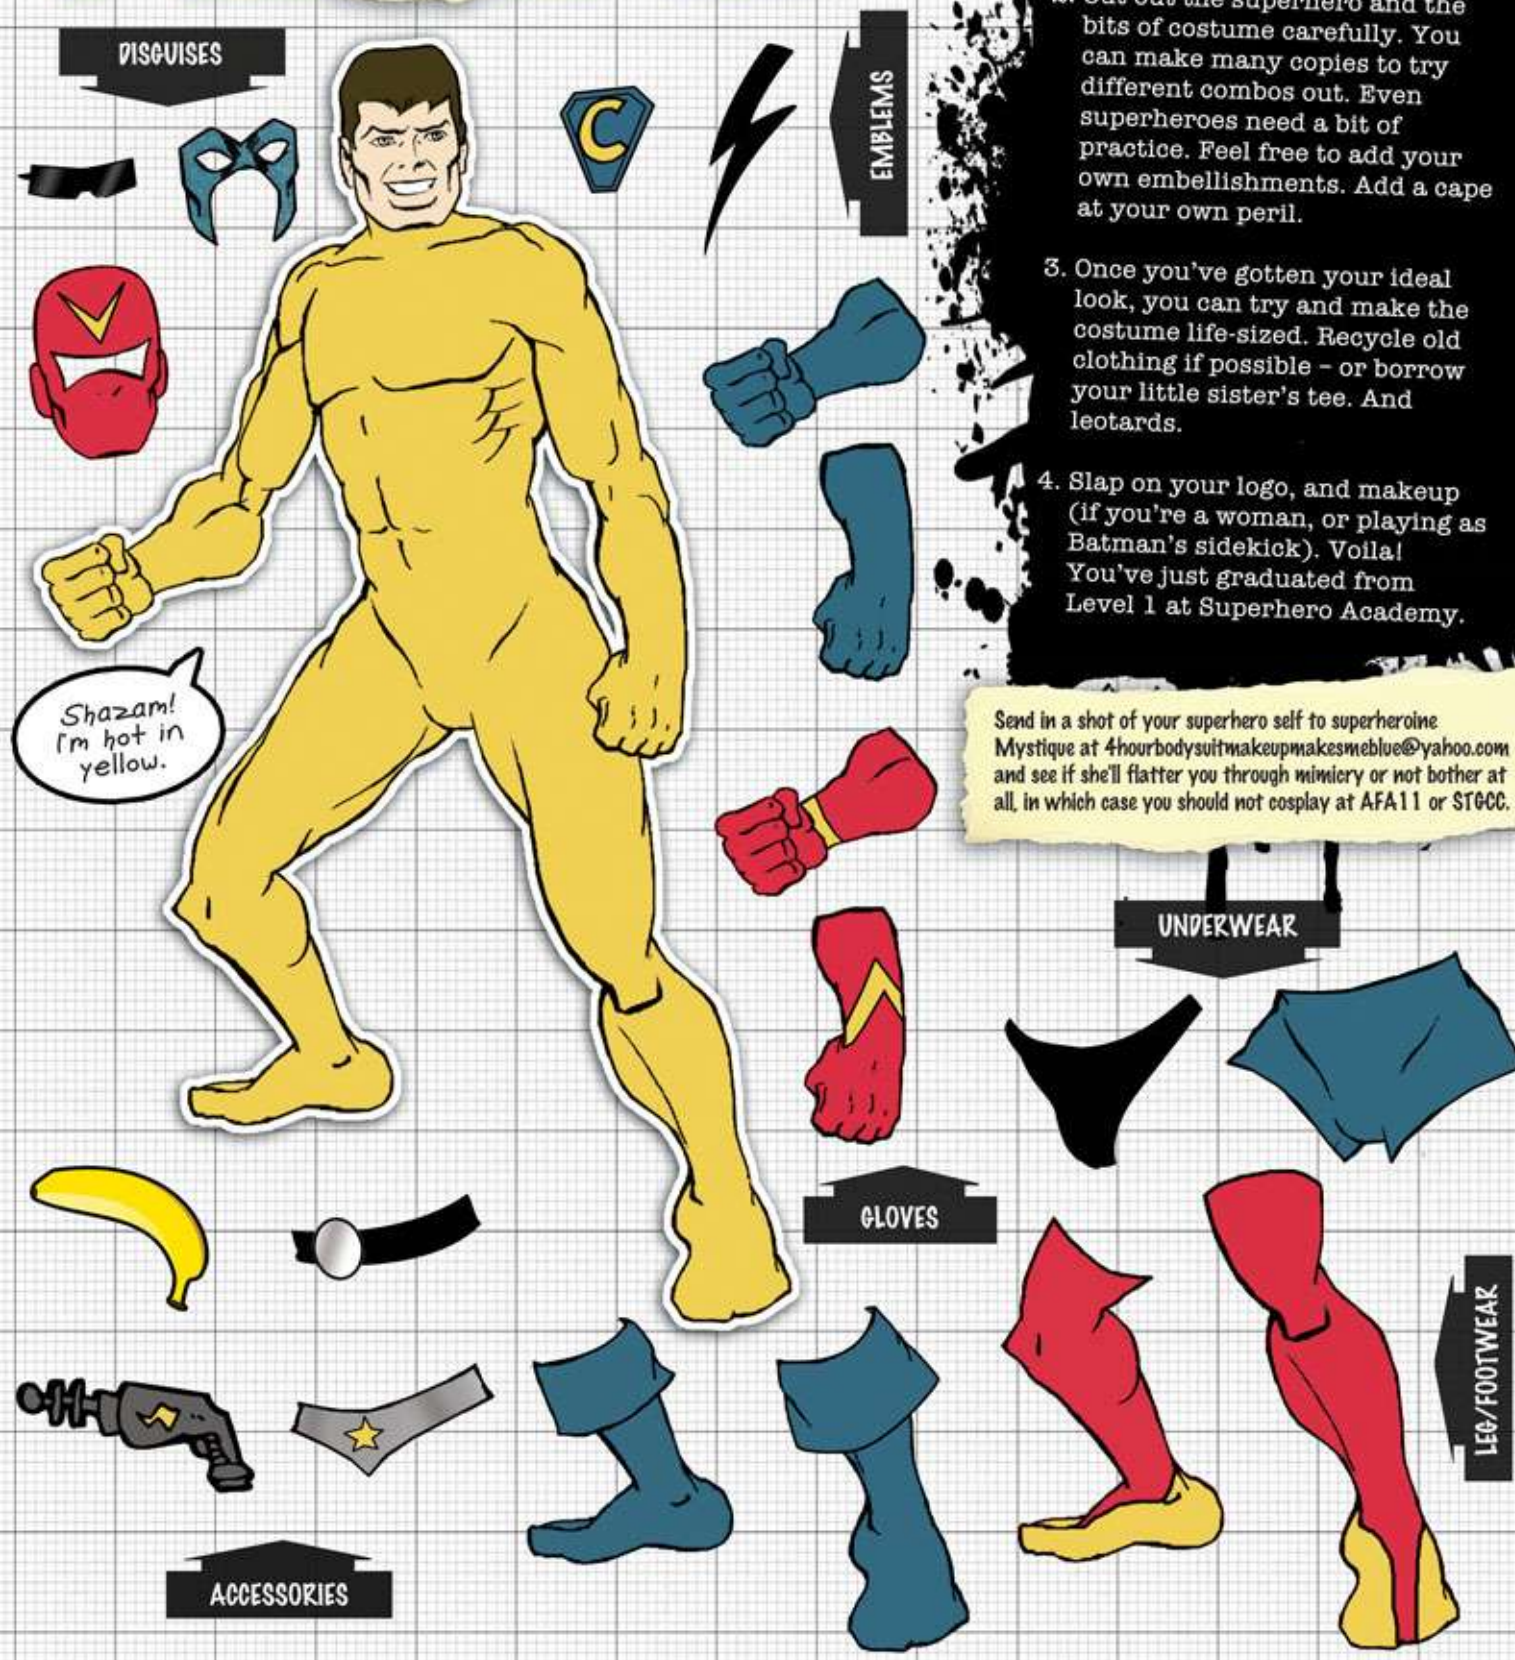 2. Cut out the superhero and the
bits of costume carefully. You
can make many copies to try
different combos out. Even
superheroes need a bit of
practice. Feel free to add your
own embellishments. Add a cape
at your own peril.
3. Once you've gotten your ideal
look, you can try and make the
costume life-sized. Recycle old
clothing if possible – or borrow
your little sister's tee. And
leotards.
4. Slap on your logo, and makeup
(if you're a woman, or playing as
Batman's sidekick). Voila!
You've just graduated from
Level 1 at Superhero Academy.
DISGUISES
C
EMBLEMS
Shazam!
I'm hot in
yellow.
Send in a shot of your superhero self to superheroine
Mystique at 4hourbodysuitmakeupmakesmeblue@yahoo.com
and see if she'll flatter you through mimicry or not bother at
all, in which case you should not cosplay at AFA11 or STGCC.
UNDERWEAR
GLOVES
LEG/FOOTWEAR
ACCESSORIES